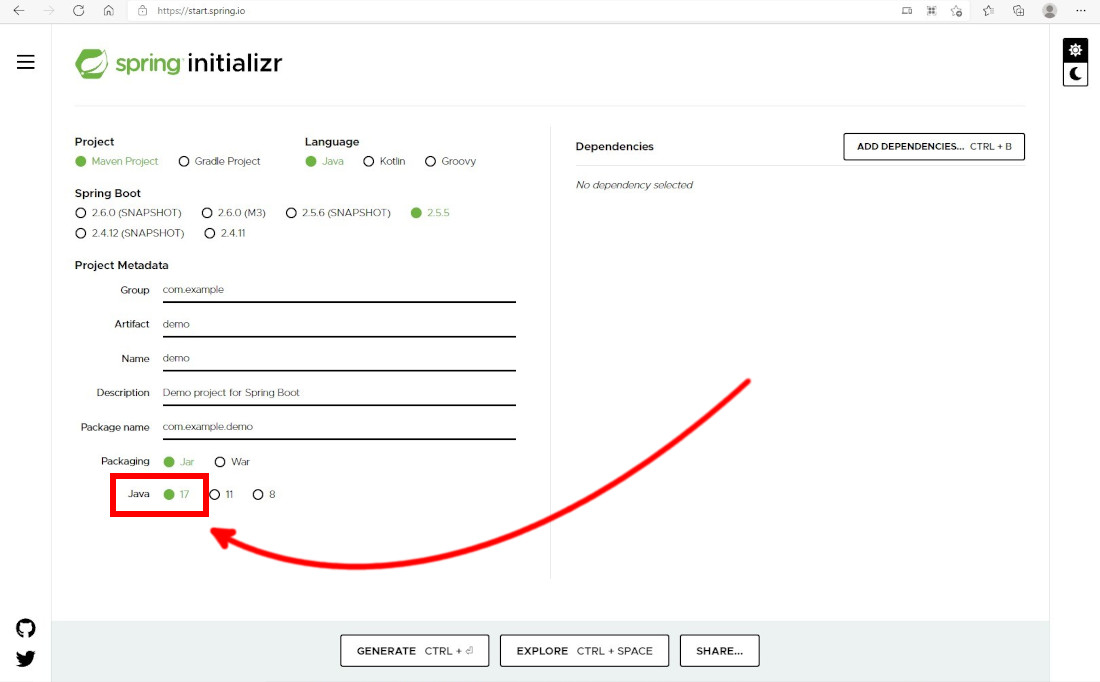 https://start.spring.io
spring initializr
Project
Maven Project Gradle Project
Language
Java Kotlin Groovy
Spring Boot
2.6.0 (SNAPSHOT) 2.6.0 (M3) 2.5.6 (SNAPSHOT) 2.5.5
2.4.12 (SNAPSHOT) 2.4.11
Project Metadata
Group com.example
Artifact demo
Name demo
Description Demo project for Spring Boot
Package name com.example.demo
Packaging Jar War
Java 17 11 8
Dependencies
ADD DEPENDENCIES... CTRL + B
No dependency selected
GENERATE CTRL + ⏎
EXPLORE CTRL + SPACE
SHARE...